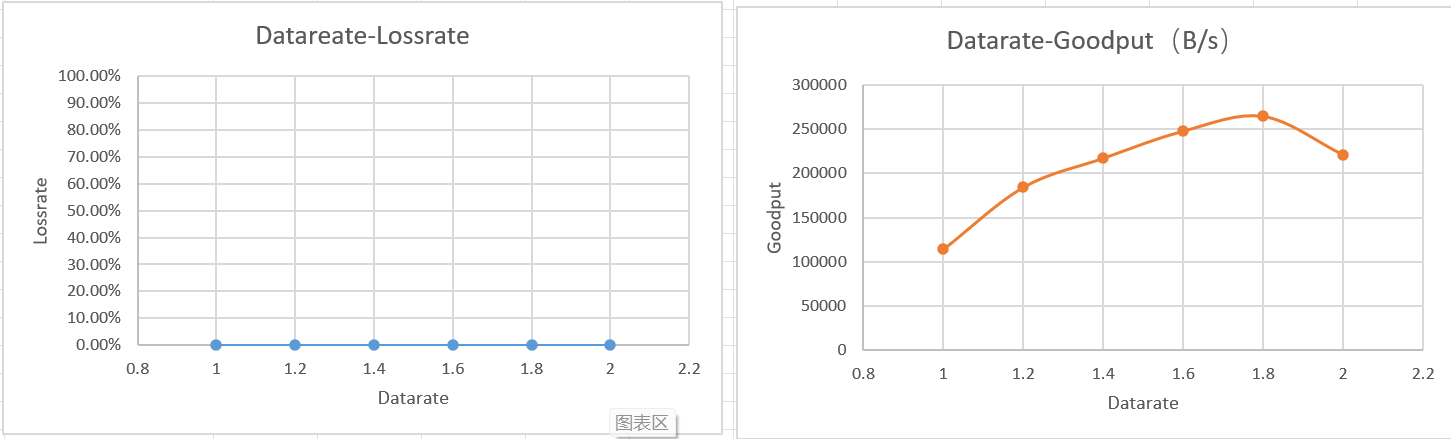 Datareate-Lossrate
100.00%
90.00%
80.00%
70.00%
60.00%
50.00%
40.00%
30.00%
20.00%
10.00%
0.00%
Lossrate
0.8 1 1.2 1.4 1.6 1.8 2 2.2
Datarate
图表区
Datarate-Goodput（B/s）
300000
250000
200000
150000
100000
50000
0
Goodput
0.8 1 1.2 1.4 1.6 1.8 2 2.2
Datarate